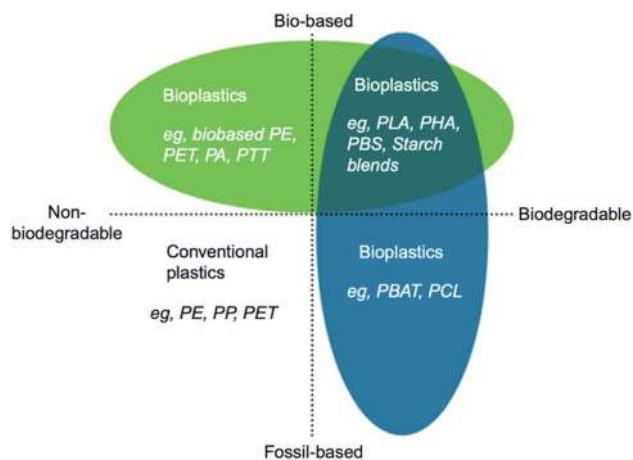 Bio-based
Bioplastics
eg, biobased PE,
PET, PA, PTT
Bioplastics
eg, PLA, PHA,
PBS, Starch
blends
Non-
biodegradable
Biodegradable
Conventional
plastics
eg, PE, PP, PET
Bioplastics
eg, PBAT, PCL
Fossil-based